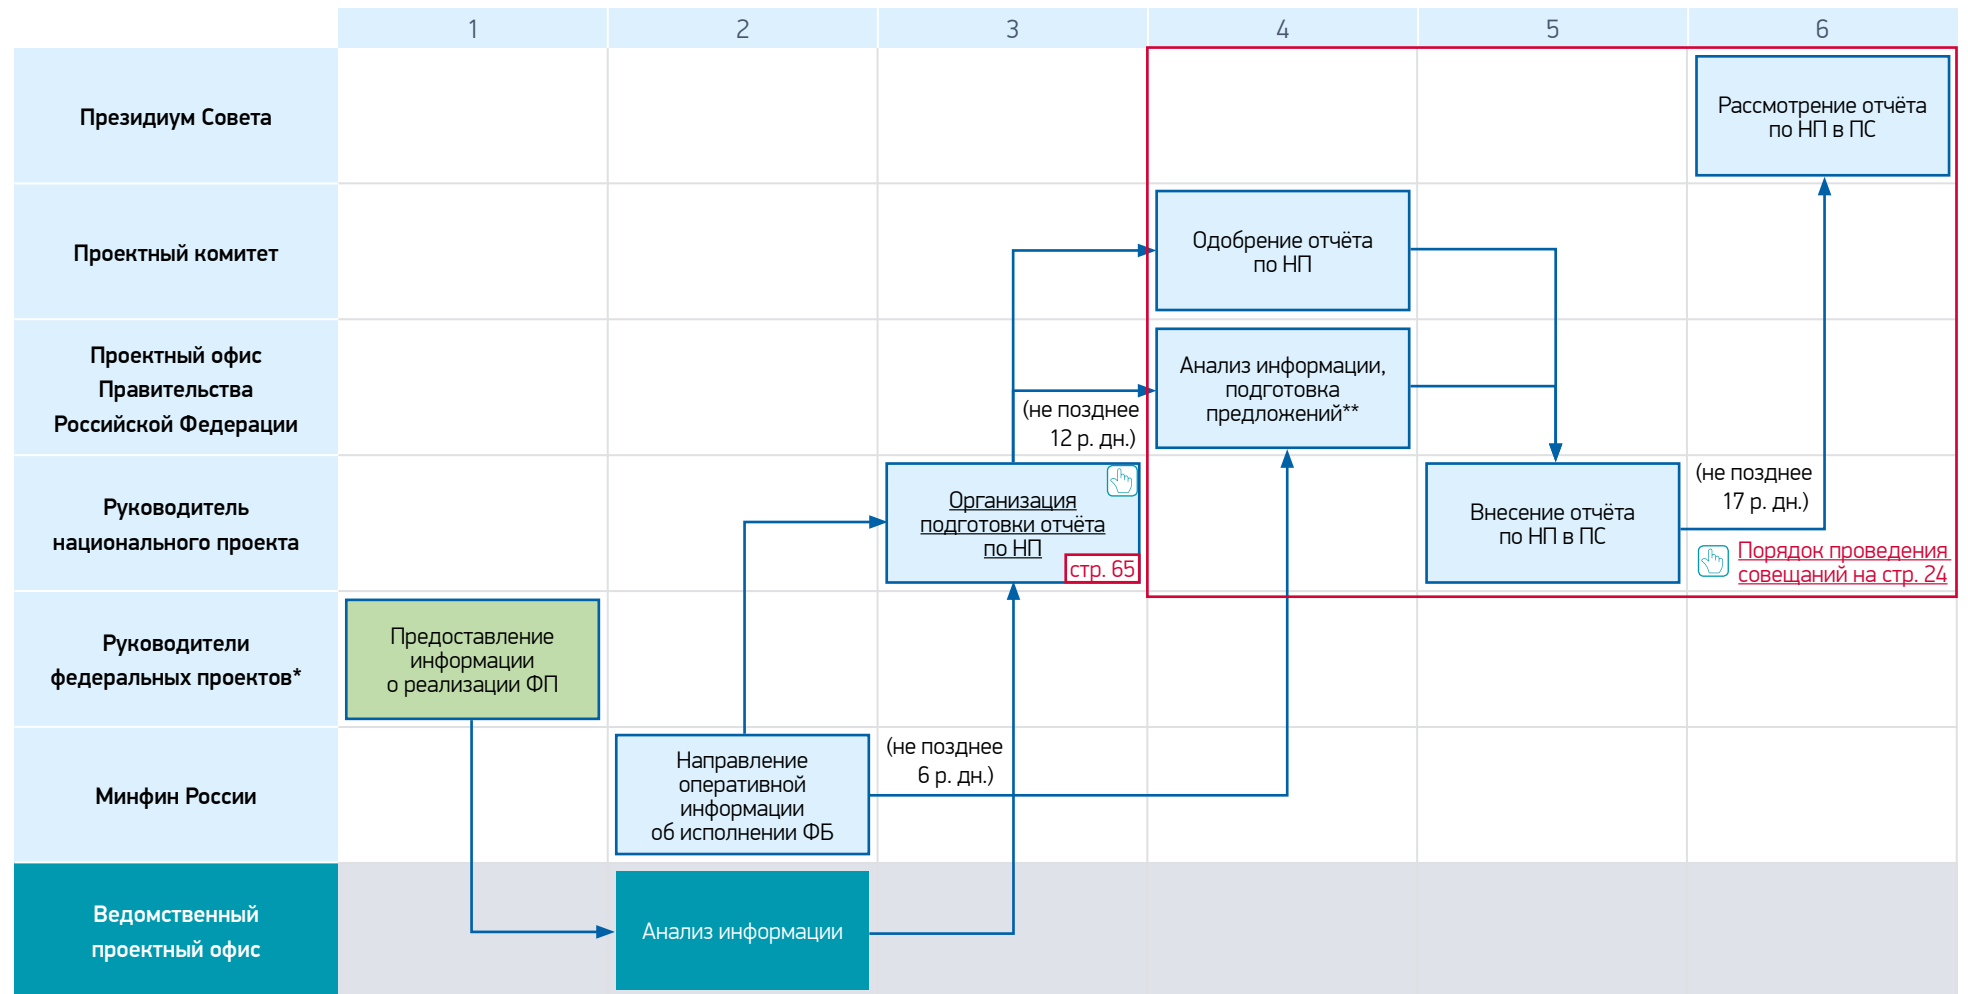 1 2 3 4 5 6
Президиум Совета
Рассмотрение отчёта
по НП в ПС
Проектный комитет
Одобрение отчёта
по НП
Проектный офис
Правительства
Российской Федерации
(не позднее
12 р. дн.)
Анализ информации,
подготовка
предложений**
Руководитель
национального проекта
Организация
подготовки отчёта
по НП
стр. 65
Внесение отчёта
по НП в ПС
(не позднее
17 р. дн.)
Порядок проведения
совещаний на стр. 24
Руководители
федеральных проектов*
Предоставление
информации
о реализации ФП
Минфин России
Направление
оперативной
информации
об исполнении ФБ
(не позднее
6 р. дн.)
Ведомственный
проектный офис
Анализ информации